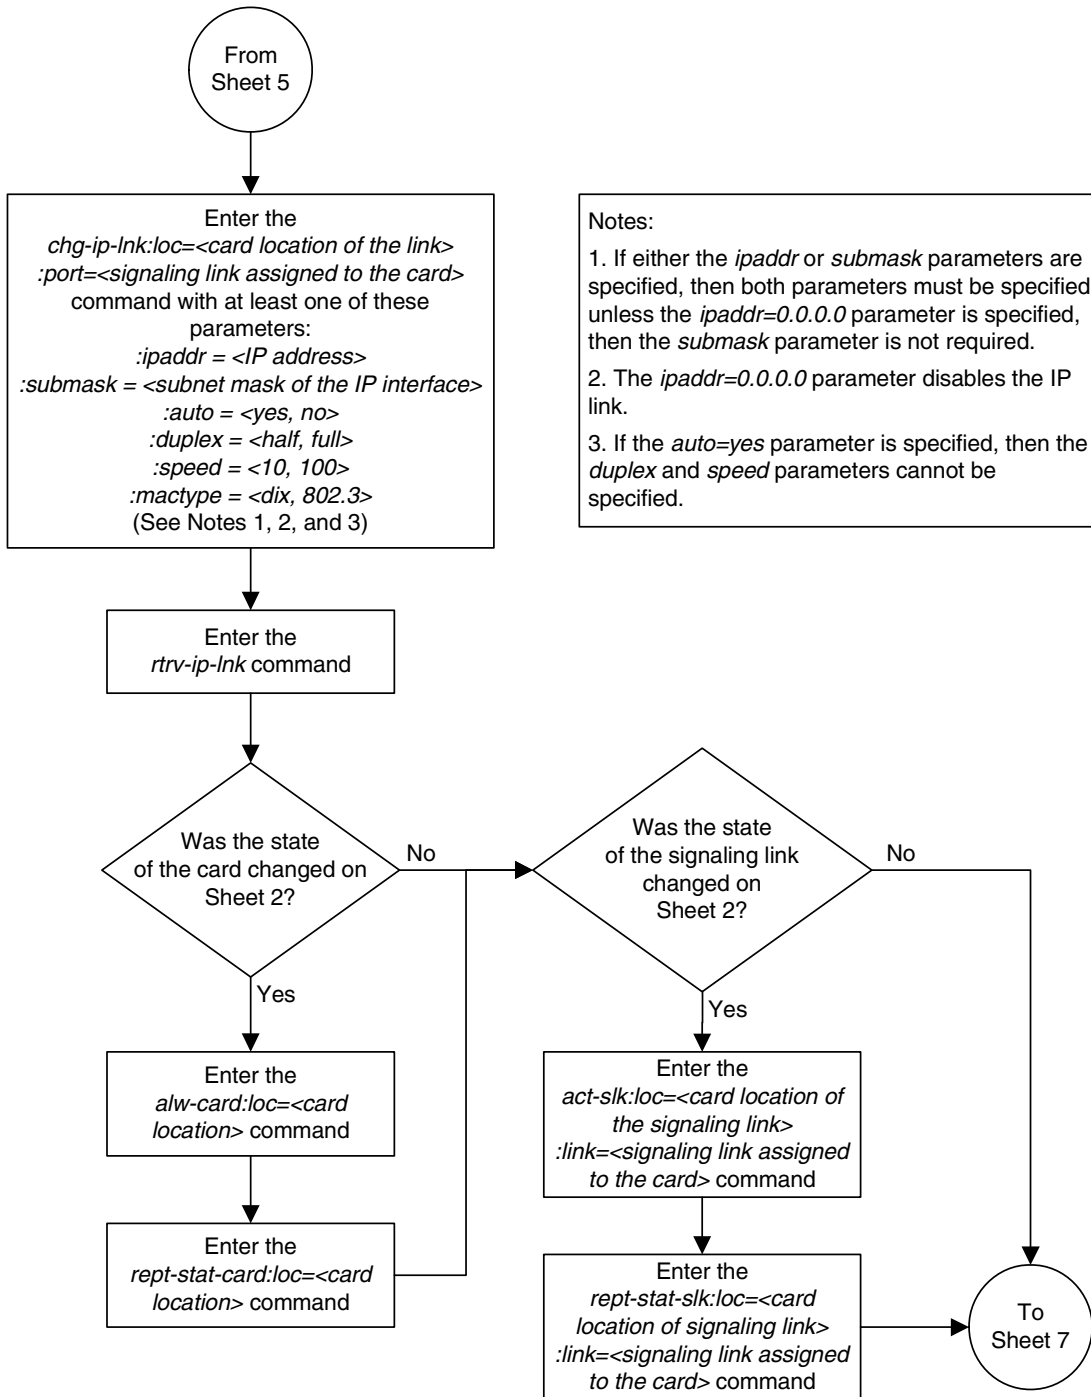 From
Sheet 5
Enter the
chg-ip-lnk:loc=<card location of the link>
:port=<signaling link assigned to the card>
command with at least one of these
parameters:
:ipaddr = <IP address>
:submask = <subnet mask of the IP interface>
:auto = <yes, no>
:duplex = <half, full>
:speed = <10, 100>
:mactype = <dix, 802.3>
(See Notes 1, 2, and 3)
Notes:
1. If either the ipaddr or submask parameters are
specified, then both parameters must be specified
unless the ipaddr=0.0.0.0 parameter is specified,
then the submask parameter is not required.
2. The ipaddr=0.0.0.0 parameter disables the IP
link.
3. If the auto=yes parameter is specified, then the
duplex and speed parameters cannot be
specified.
Enter the
rtrv-ip-lnk command
Was the state
of the card changed on
Sheet 2?
No
Yes
Enter the
alw-card:loc=<card
location> command
Enter the
rept-stat-card:loc=<card
location> command
Was the state
of the signaling link
changed on
Sheet 2?
No
Yes
Enter the
act-slk:loc=<card location of
the signaling link>
:link=<signaling link assigned
to the card> command
Enter the
rept-stat-slk:loc=<card
location of signaling link>
:link=<signaling link assigned
to the card> command
To
Sheet 7